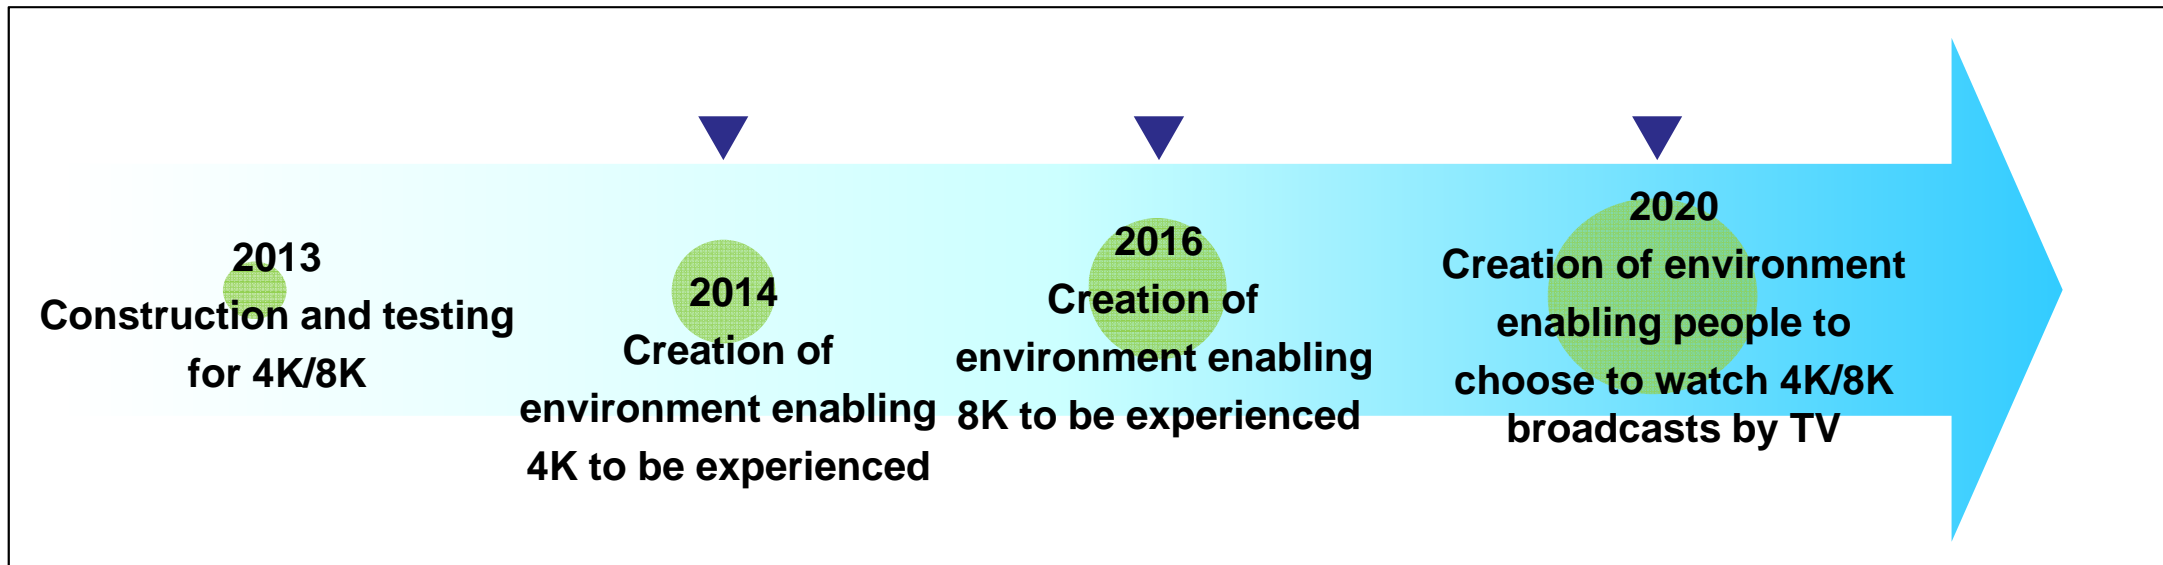 2013
Construction and testing
for 4K/8K
2014
Creation of
environment enabling
4K to be experienced
2016
Creation of
environment enabling
8K to be experienced
2020
Creation of environment
enabling people to
choose to watch 4K/8K
broadcasts by TV